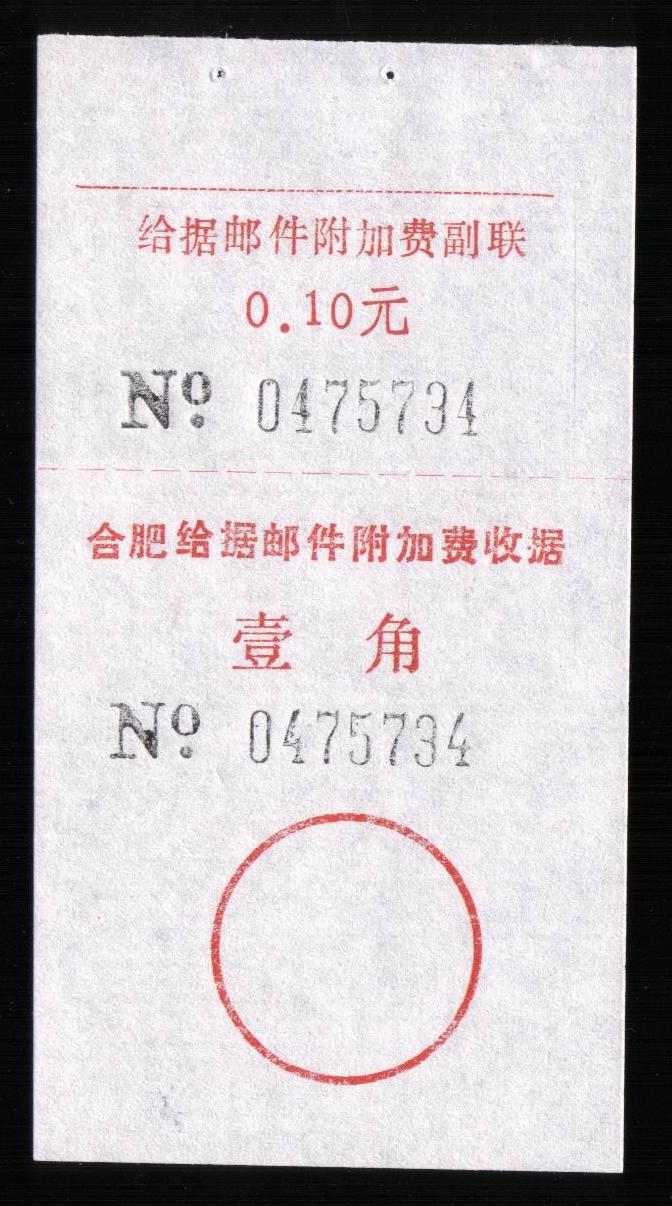 给据邮件附加费副联
0.10元
Nº 0475734
合肥给据邮件附加费收据
壹 角
Nº 0475734